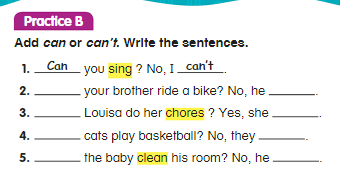 Practice B
Add can or can't. Write the sentences.
1. Can you sing ? No, I can't.
2. ______ your brother ride a bike? No, he ______.
3. ______ Louisa do her chores ? Yes, she ______.
4. ______ cats play basketball? No, they ______.
5. ______ the baby clean his room? No, he ______.